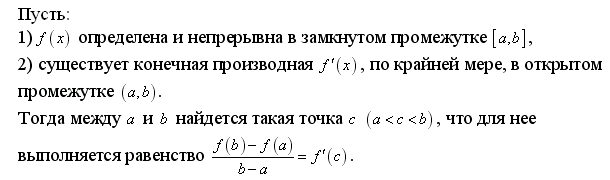 Пусть:
1) f(x) определена и непрерывна в замкнутом промежутке [a,b],
2) существует конечная производная f'(x), по крайней мере, в открытом
промежутке (a,b).
Тогда между a и b найдется такая точка c (a<c<b), что для нее
выполняется равенство \frac{f(b)-f(a)}{b-a} = f'(c).